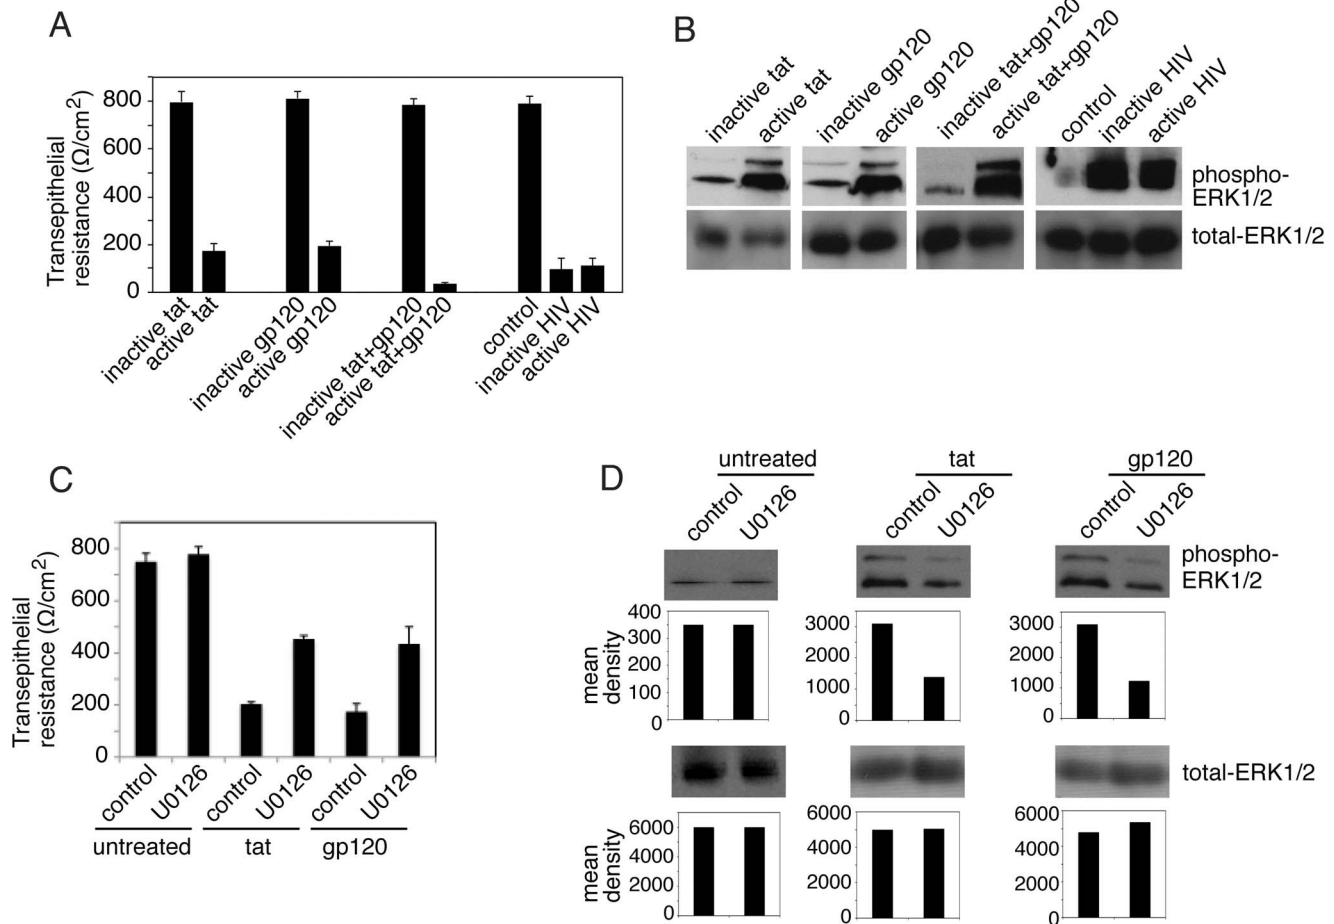 A
Transepithelial
resistance (Ω/cm²)
800
600
400
200
0
inactive tat
active tat
inactive gp120
active gp120
inactive tat+gp120
active tat+gp120
control
inactive HIV
active HIV
B
inactive tat
active tat
inactive gp120
active gp120
inactive tat+gp120
active tat+gp120
control
inactive HIV
active HIV
phospho-
ERK1/2
total-ERK1/2
C
Transepithelial
resistance (Ω/cm²)
800
600
400
200
0
control
U0126
control
U0126
control
U0126
untreated
tat
gp120
D
untreated
tat
gp120
control
U0126
control
U0126
control
U0126
phospho-
ERK1/2
mean
density
400
300
200
100
0
3000
2000
1000
0
3000
2000
1000
0
total-ERK1/2
mean
density
6000
4000
2000
0
6000
4000
2000
0
6000
4000
2000
0